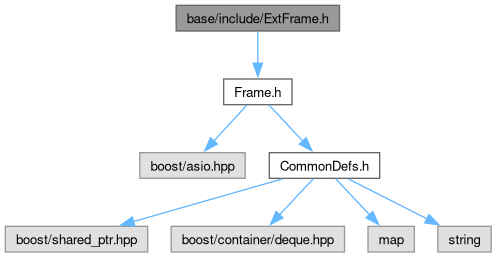 base/include/ExtFrame.h
Frame.h
boost/asio.hpp
CommonDefs.h
boost/shared_ptr.hpp
boost/container/deque.hpp
map
string